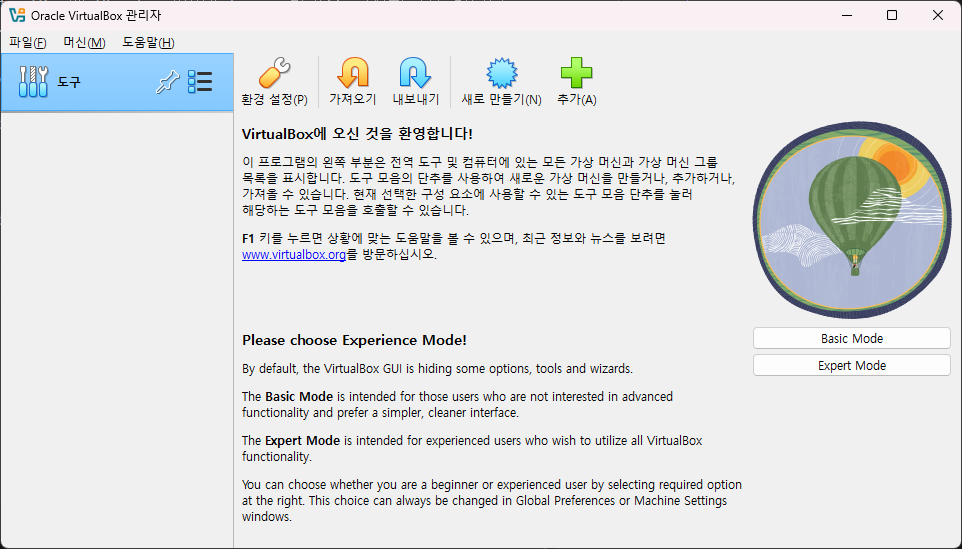 Oracle VirtualBox 관리자
파일(F) 머신(M) 도움말(H)
도구
환경 설정(P) 가져오기 내보내기 새로 만들기(N) 추가(A)
VirtualBox에 오신 것을 환영합니다!
이 프로그램의 왼쪽 부분은 전역 도구 및 컴퓨터에 있는 모든 가상 머신과 가상 머신 그룹
목록을 표시합니다. 도구 모음의 단추를 사용하여 새로운 가상 머신을 만들거나, 추가하거나,
가져올 수 있습니다. 현재 선택한 구성 요소에 사용할 수 있는 도구 모음 단추를 눌러
해당하는 도구 모음을 호출할 수 있습니다.
F1 키를 누르면 상황에 맞는 도움말을 볼 수 있으며, 최근 정보와 뉴스를 보려면
www.virtualbox.org를 방문하십시오.
Please choose Experience Mode!
By default, the VirtualBox GUI is hiding some options, tools and wizards.
The Basic Mode is intended for those users who are not interested in advanced
functionality and prefer a simpler, cleaner interface.
The Expert Mode is intended for experienced users who wish to utilize all VirtualBox
functionality.
You can choose whether you are a beginner or experienced user by selecting required option
at the right. This choice can always be changed in Global Preferences or Machine Settings
windows.
Basic Mode
Expert Mode